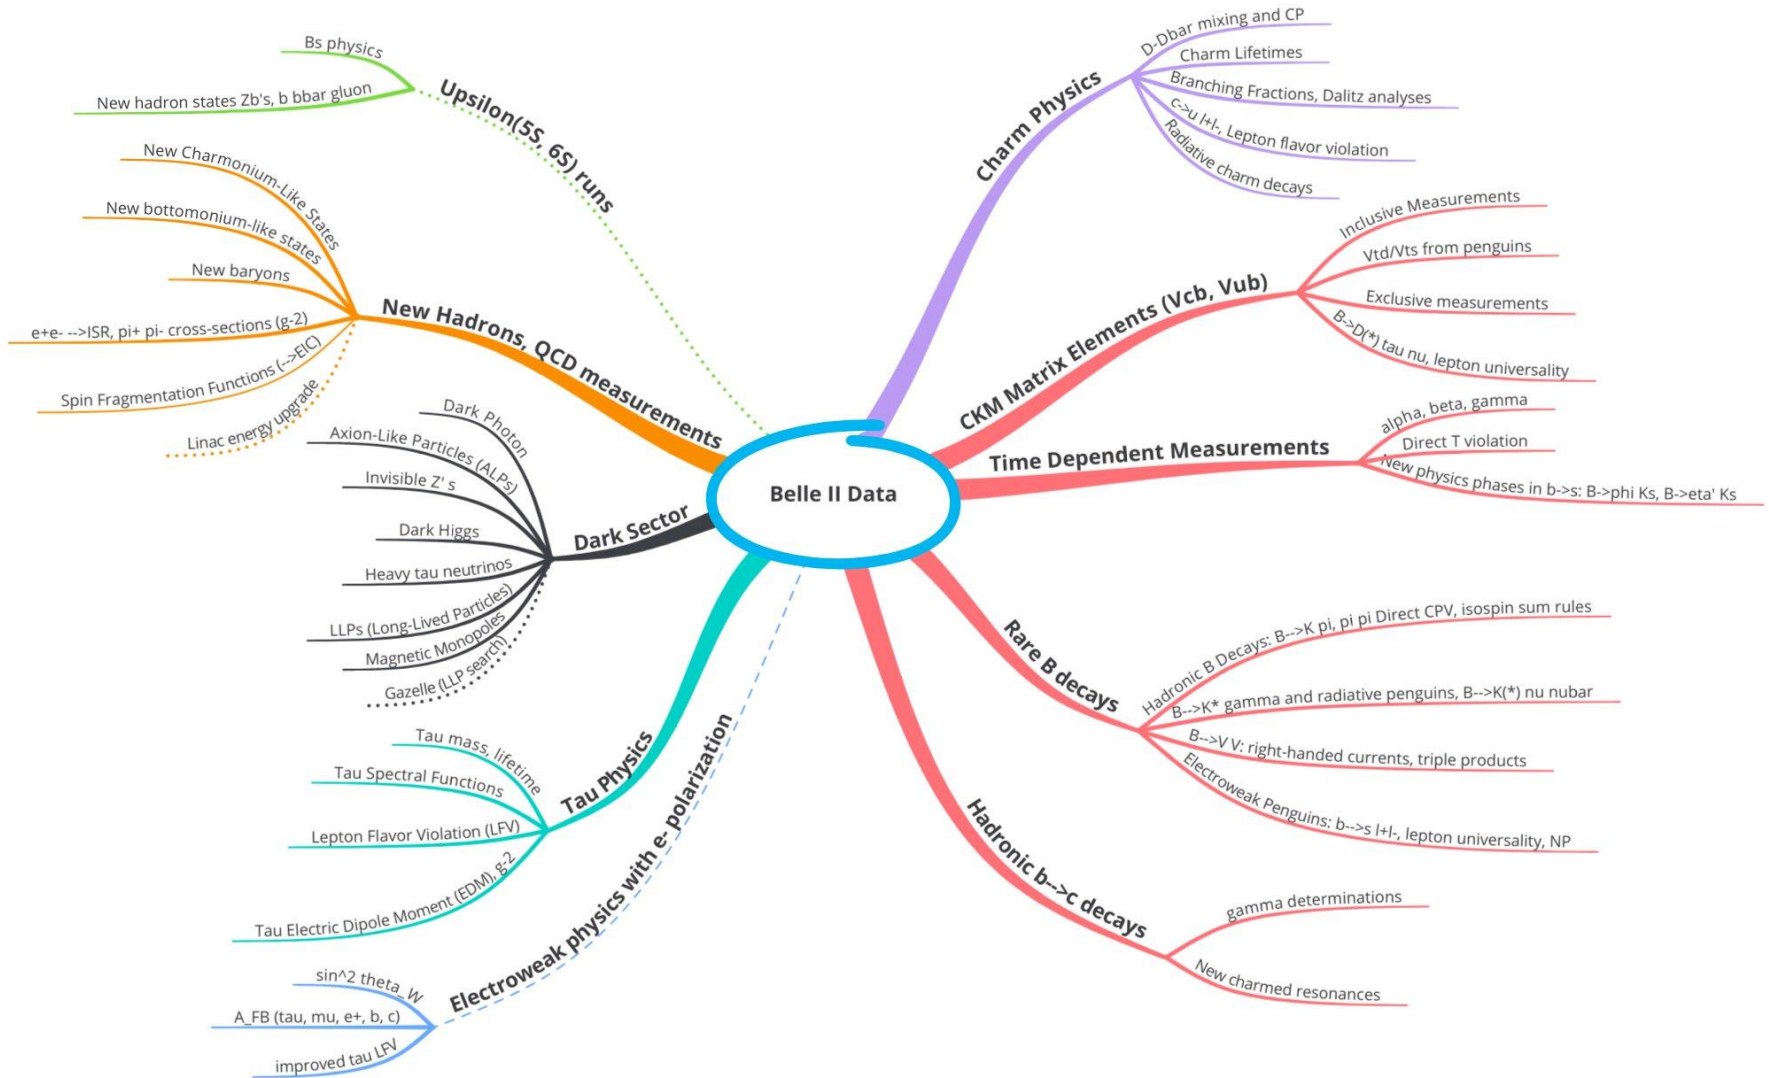 Belle II Data
Charm Physics
D-Dbar mixing and CP
Charm Lifetimes
Branching Fractions, Dalitz analyses
c->u l+l-, Lepton flavor violation
Radiative charm decays
CKM Matrix Elements (Vcb, Vub)
Inclusive Measurements
Vtd/Vts from penguins
Exclusive measurements
B->D(*) tau nu, lepton universality
Time Dependent Measurements
alpha, beta, gamma
Direct T violation
New physics phases in b->s: B->phi Ks, B->eta' Ks
Rare B decays
Hadronic B Decays: B-->K pi, pi pi Direct CPV, isospin sum rules
B-->K* gamma and radiative penguins, B-->K(*) nu nubar
B-->V V: right-handed currents, triple products
Electroweak Penguins: b-->s l+l-, lepton universality, NP
Hadronic b-->c decays
gamma determinations
New charmed resonances
Upsilon(5S, 6S) runs
Bs physics
New hadron states Zb's, b bbar gluon
New Hadrons, QCD measurements
New Charmonium-Like States
New bottomonium-like states
New baryons
e+e- -->ISR, pi+ pi- cross-sections (g-2)
Spin Fragmentation Functions (-->EIC)
Linac energy upgrade
Dark Sector
Dark Photon
Axion-Like Particles (ALPs)
Invisible Z' s
Dark Higgs
Heavy tau neutrinos
LLPs (Long-Lived Particles)
Magnetic Monopoles
Gazelle (LLP search)
Tau Physics
Tau mass, lifetime
Tau Spectral Functions
Lepton Flavor Violation (LFV)
Tau Electric Dipole Moment (EDM), g-2
Electroweak physics with e- polarization
sin^2 theta_W
A_FB (tau, mu, e+, b, c)
improved tau LFV